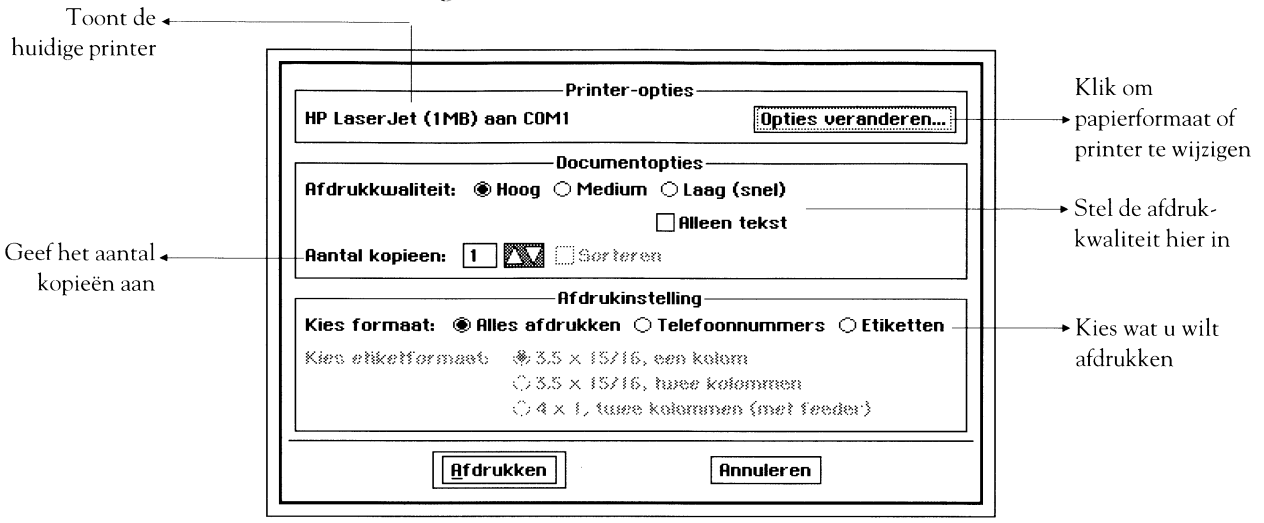 Toont de
huidige printer
Printer-opties
HP LaserJet (1MB) aan COM1
Opties veranderen...
Klik om
papierformaat of
printer te wijzigen
Documentopties
Afdrukkwaliteit: Hoog Medium Laag (snel)
Alleen tekst
Stel de afdruk-
kwaliteit hier in
Geef het aantal
kopieën aan
Aantal kopieen: 1 Sorteren
Afdrukinstelling
Kies formaat: Alles afdrukken Telefoonnummers Etiketten
Kies wat u wilt
afdrukken
Kies etiketformaat: 3.5 x 15/16, een kolom
3.5 x 15/16, twee kolommen
4 x 1, twee kolommen (met feeder)
Afdrukken
Annuleren